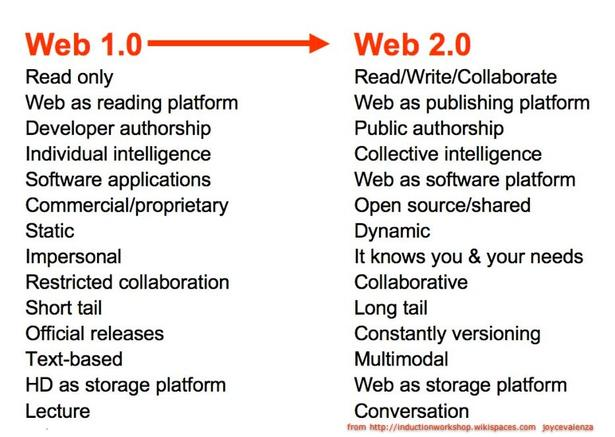 Web 1.0 Web 2.0
Read only Read/Write/Collaborate
Web as reading platform Web as publishing platform
Developer authorship Public authorship
Individual intelligence Collective intelligence
Software applications Web as software platform
Commercial/proprietary Open source/shared
Static Dynamic
Impersonal It knows you & your needs
Restricted collaboration Collaborative
Short tail Long tail
Official releases Constantly versioning
Text-based Multimodal
HD as storage platform Web as storage platform
Lecture Conversation
from http://inductionworkshop.wikispaces.com joycevalenza